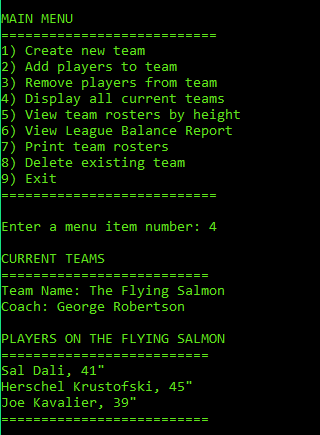 MAIN MENU
===========================
1) Create new team
2) Add players to team
3) Remove players from team
4) Display all current teams
5) View team rosters by height
6) View League Balance Report
7) Print team rosters
8) Delete existing team
9) Exit
===========================
Enter a menu item number: 4
CURRENT TEAMS
==========================
Team Name: The Flying Salmon
Coach: George Robertson
PLAYERS ON THE FLYING SALMON
==========================
Sal Dali, 41"
Herschel Krustofski, 45"
Joe Kavalier, 39"
==========================